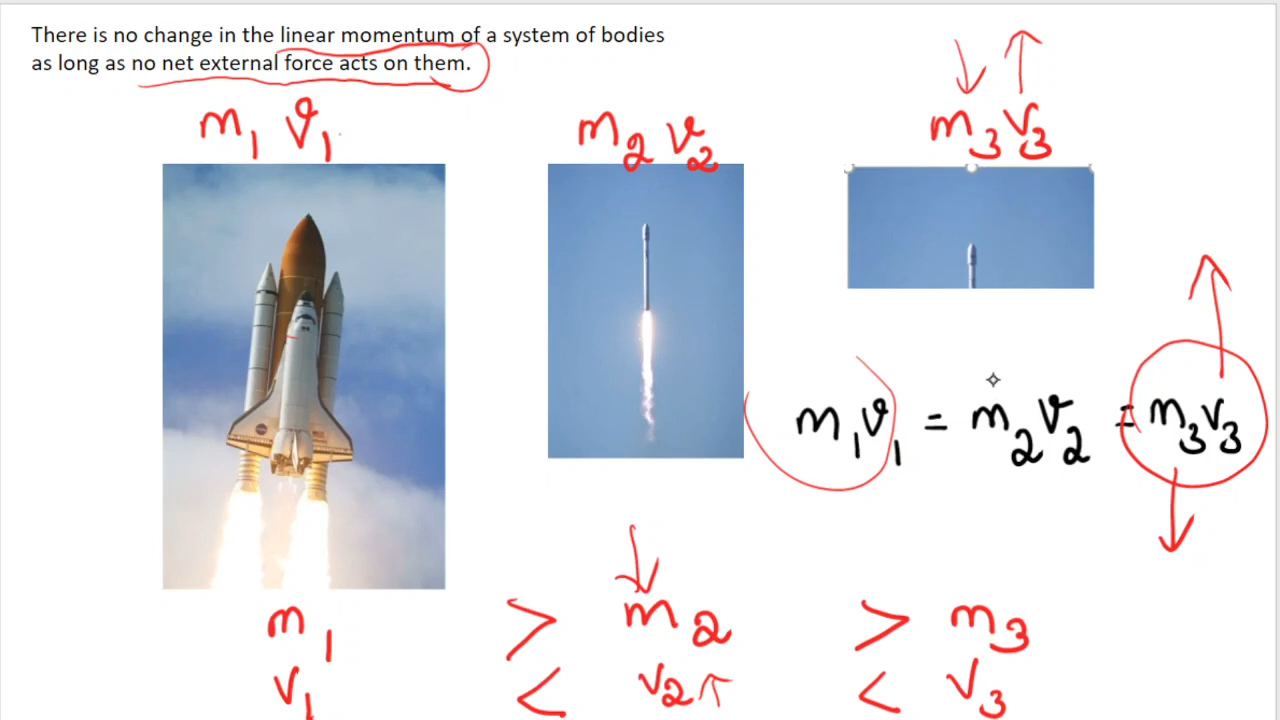 There is no change in the linear momentum of a system of bodies
as long as no net external force acts on them.
m₁ v₁
m₂ v₂
m₃ v₃
m₁v₁ = m₂v₂ = m₃v₃
m₁ > m₂ > m₃
v₁ < v₂↑ < v₃